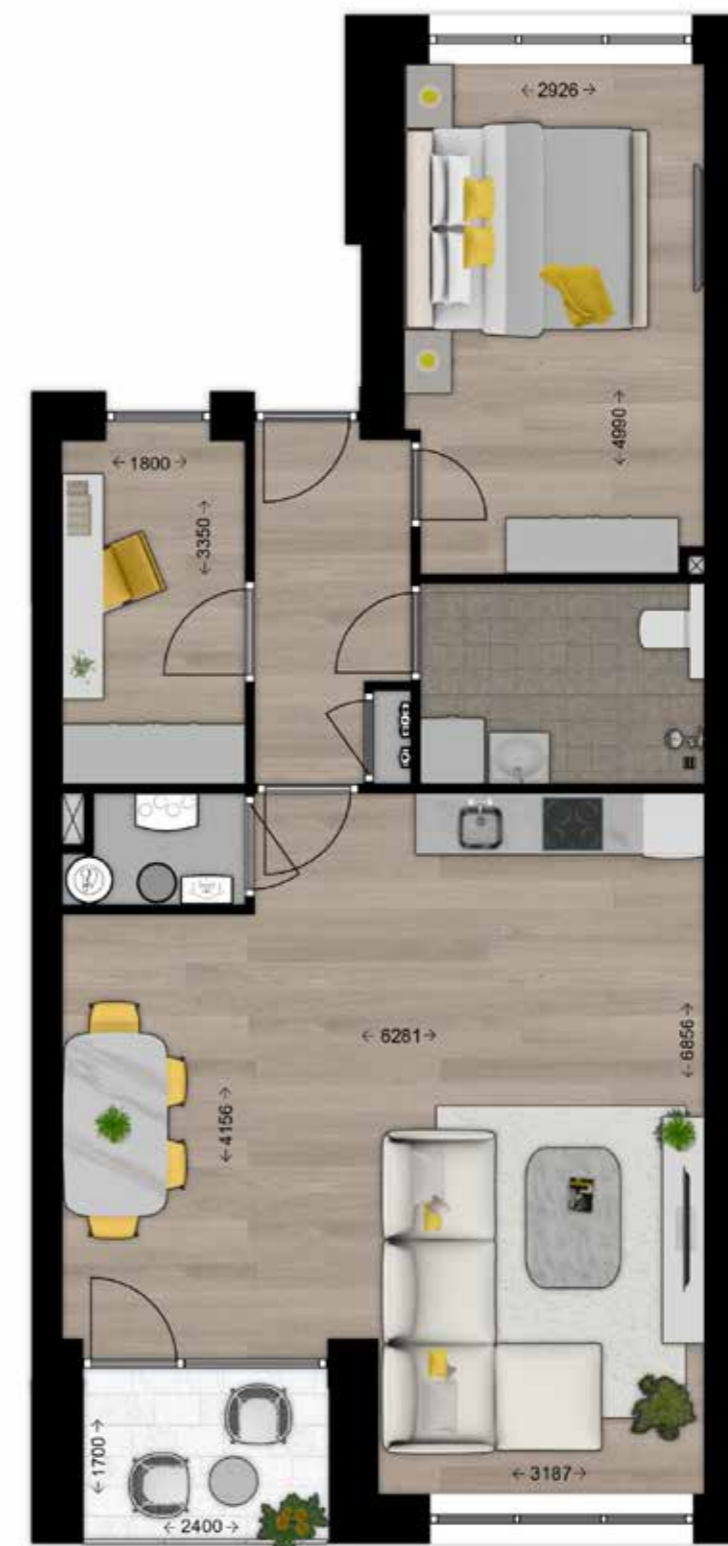 ← 2926 →
← 4990 →
← 1800 →
← 3350 →
← 6281 →
← 6856 →
← 4156 →
← 1700 →
← 2400 →
← 3187 →